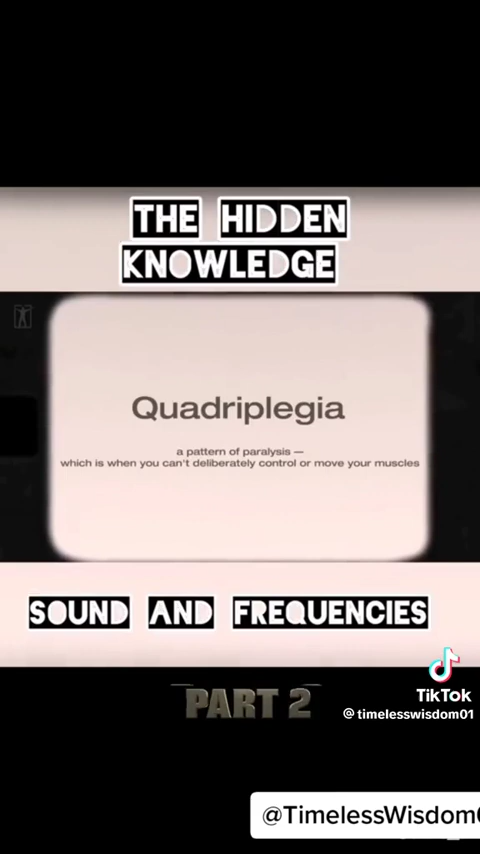 THE HIDDEN
KNOWLEDGE
Quadriplegia
a pattern of paralysis —
which is when you can't deliberately control or move your muscles
SOUND AND FREQUENCIES
PART 2
TikTok
@timelesswisdom01